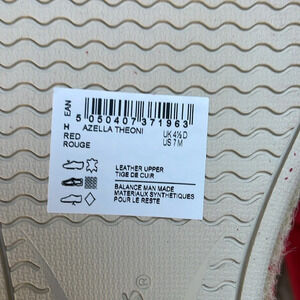 EAN
5 050407 371963
H AZELLA THEONI
RED
ROUGE
UK 4½ D
US 7 M
LEATHER UPPER
TIGE DE CUIR
BALANCE MAN MADE
MATERIAUX SYNTHÉTIQUES
POUR LE RESTE
®